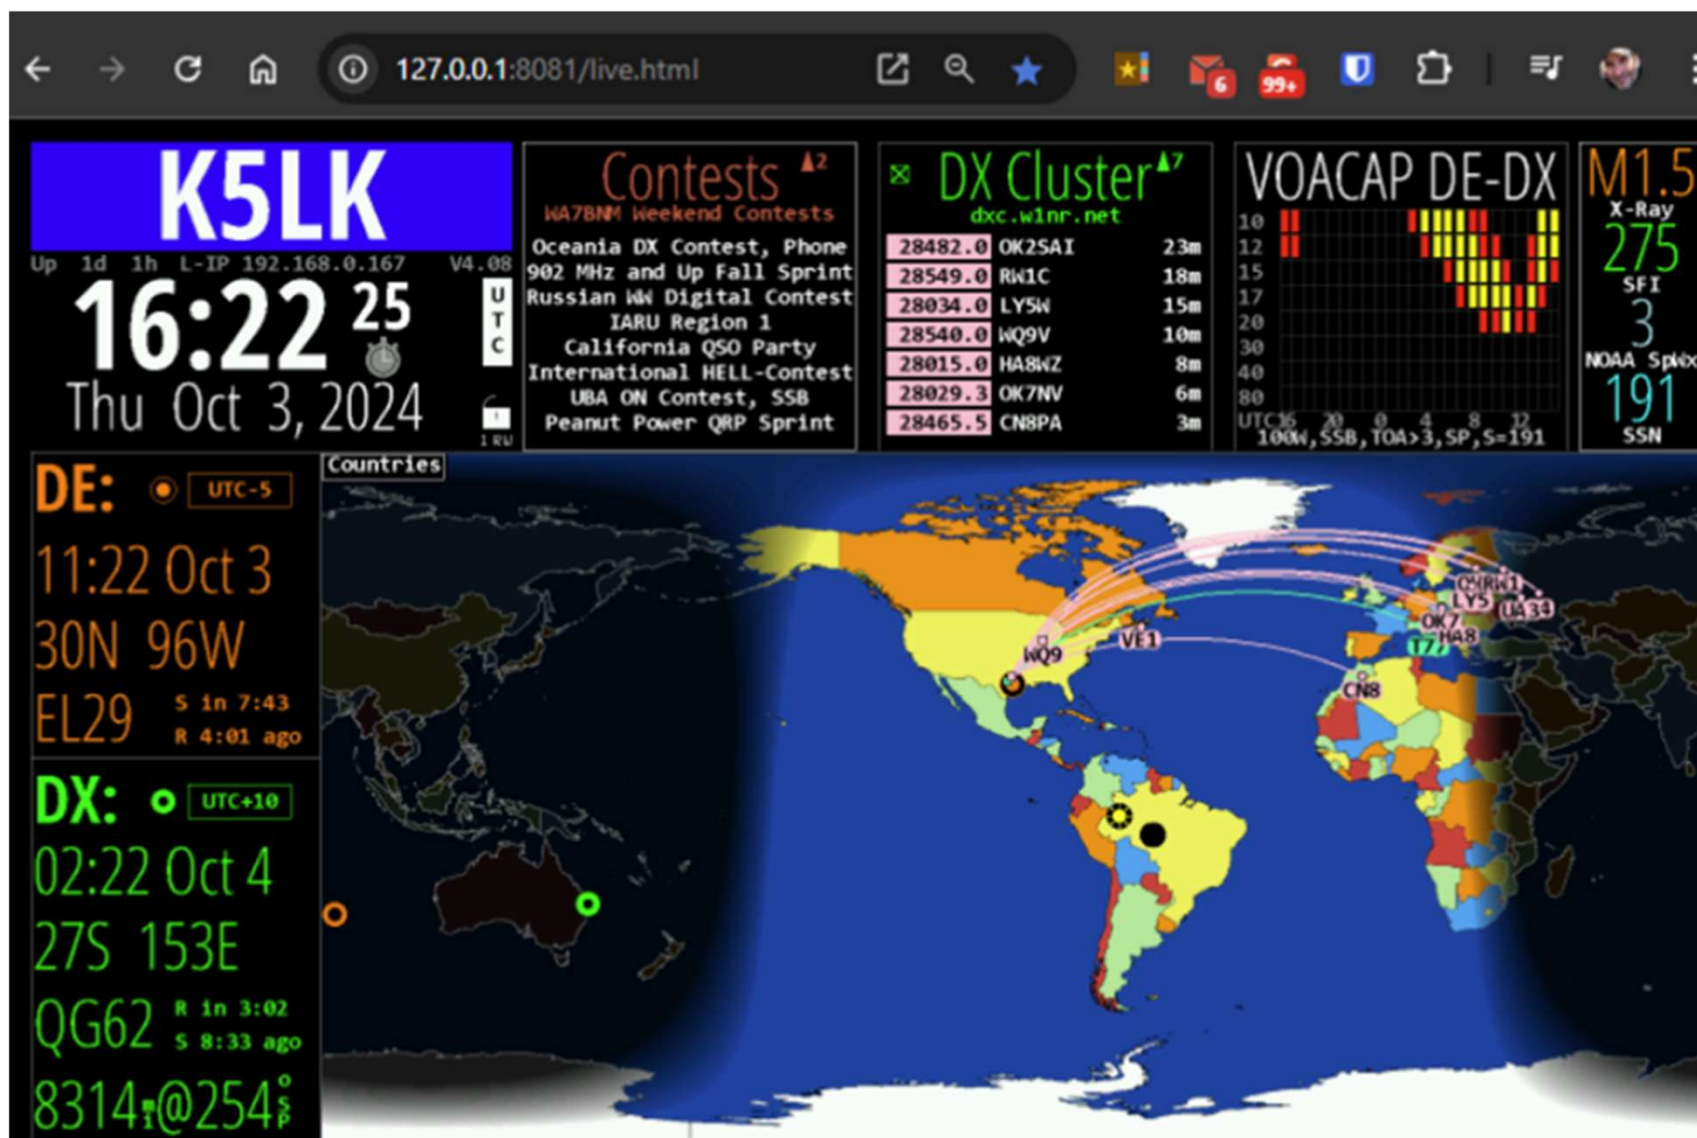 127.0.0.1:8081/live.html
6
99+
K5LK
Up 1d 1h L-IP 192.168.0.167 V4.08
16:22 25
UTC
Thu Oct 3, 2024
1 RW
Contests ▲2
WA7BNM Weekend Contests
Oceania DX Contest, Phone
902 MHz and Up Fall Sprint
Russian WW Digital Contest
IARU Region 1
California QSO Party
International HELL-Contest
UBA ON Contest, SSB
Peanut Power QRP Sprint
DX Cluster ▲7
dxc.w1nr.net
28482.0 OK2SAI 23m
28549.0 RW1C 18m
28034.0 LY5W 15m
28540.0 WQ9V 10m
28015.0 HA8WZ 8m
28029.3 OK7NV 6m
28465.5 CN8PA 3m
VOACAP DE-DX
10
12
15
17
20
30
40
80
UTC16 20 0 4 8 12
100W,SSB,TOA>3,SP,S=191
M1.5
X-Ray
275
SFI
3
NOAA SpWx
191
SSN
DE: UTC-5
11:22 Oct 3
30N 96W
EL29
S in 7:43
R 4:01 ago
DX: UTC+10
02:22 Oct 4
27S 153E
QG62
R in 3:02
S 8:33 ago
8314mi@254° SP
Countries
RW1
LY5
OK7
HA8
VE1
WQ9
CN8